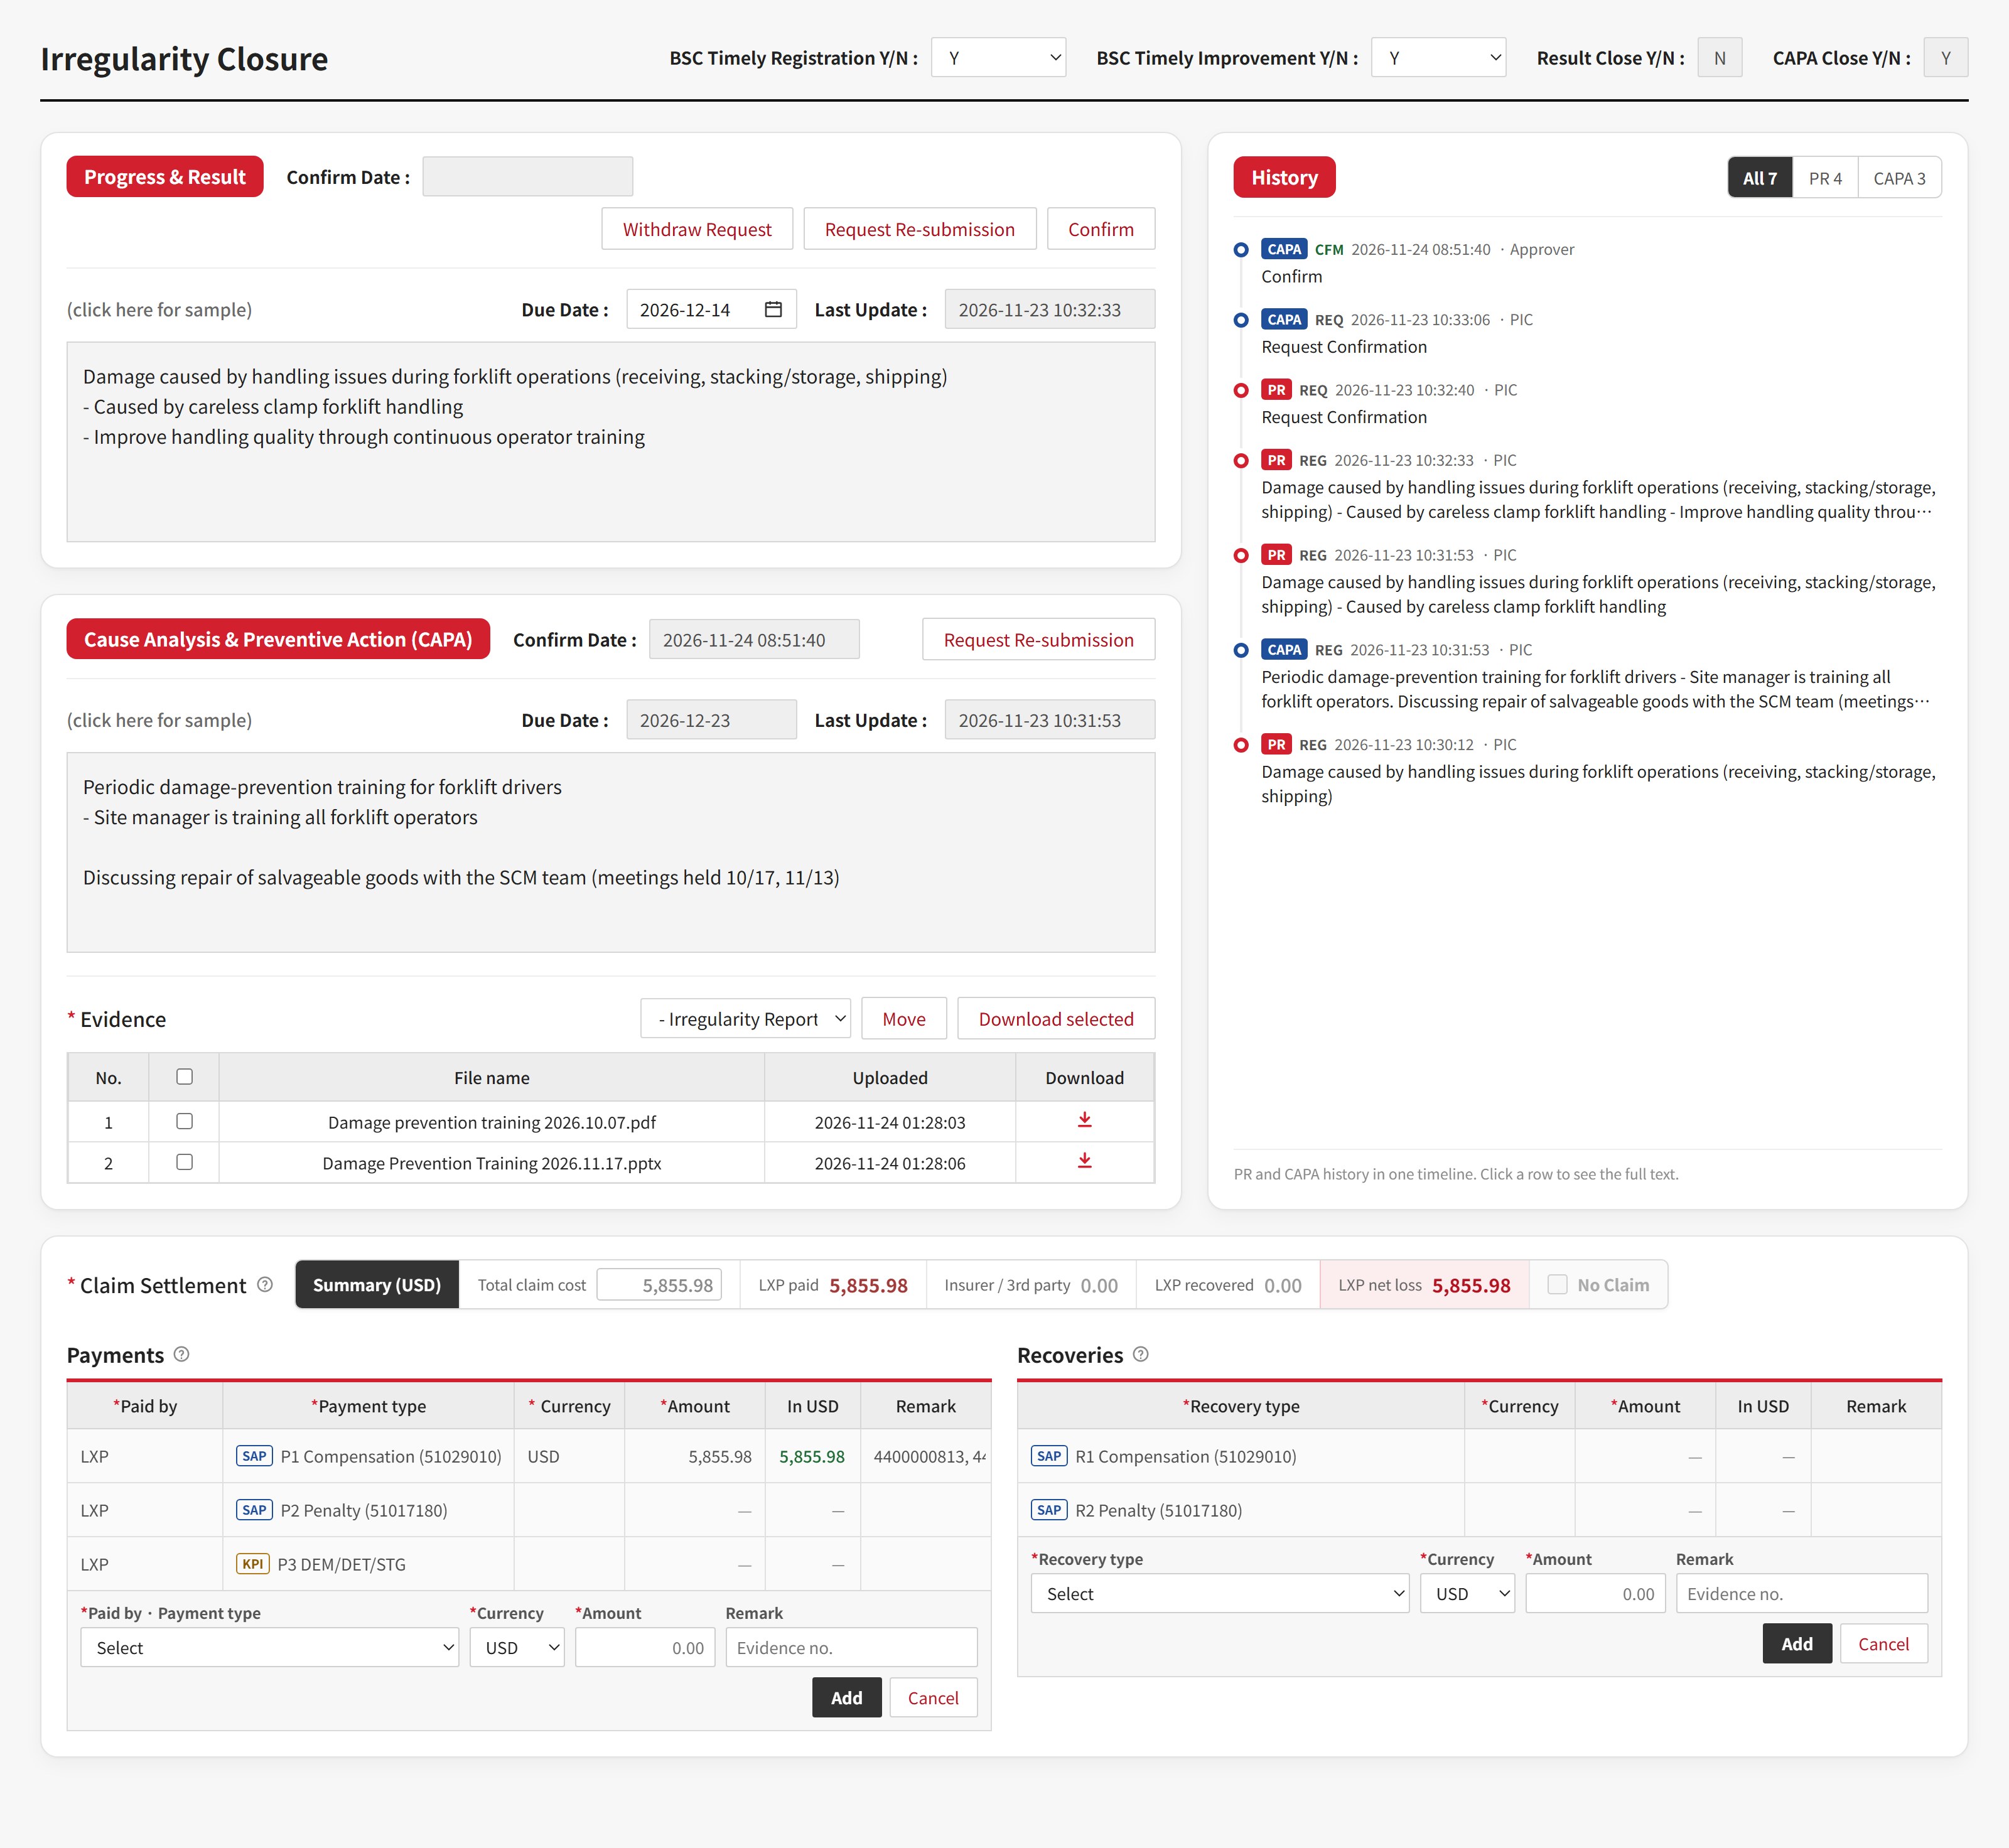 Irregularity Closure
BSC Timely Registration Y/N : Y
BSC Timely Improvement Y/N : Y
Result Close Y/N : N
CAPA Close Y/N : Y
Progress & Result
Confirm Date :
Withdraw Request
Request Re-submission
Confirm
(click here for sample)
Due Date : 2026-12-14
Last Update : 2026-11-23 10:32:33
Damage caused by handling issues during forklift operations (receiving, stacking/storage, shipping)
- Caused by careless clamp forklift handling
- Improve handling quality through continuous operator training
Cause Analysis & Preventive Action (CAPA)
Confirm Date : 2026-11-24 08:51:40
Request Re-submission
(click here for sample)
Due Date : 2026-12-23
Last Update : 2026-11-23 10:31:53
Periodic damage-prevention training for forklift drivers
- Site manager is training all forklift operators
Discussing repair of salvageable goods with the SCM team (meetings held 10/17, 11/13)
* Evidence
- Irregularity Report
Move
Download selected
No. File name Uploaded Download
1 Damage prevention training 2026.10.07.pdf 2026-11-24 01:28:03
2 Damage Prevention Training 2026.11.17.pptx 2026-11-24 01:28:06
History
All 7 PR 4 CAPA 3
CAPA CFM 2026-11-24 08:51:40 · Approver
Confirm
CAPA REQ 2026-11-23 10:33:06 · PIC
Request Confirmation
PR REQ 2026-11-23 10:32:40 · PIC
Request Confirmation
PR REG 2026-11-23 10:32:33 · PIC
Damage caused by handling issues during forklift operations (receiving, stacking/storage,
shipping) - Caused by careless clamp forklift handling - Improve handling quality throu…
PR REG 2026-11-23 10:31:53 · PIC
Damage caused by handling issues during forklift operations (receiving, stacking/storage,
shipping) - Caused by careless clamp forklift handling
CAPA REG 2026-11-23 10:31:53 · PIC
Periodic damage-prevention training for forklift drivers - Site manager is training all
forklift operators. Discussing repair of salvageable goods with the SCM team (meetings…
PR REG 2026-11-23 10:30:12 · PIC
Damage caused by handling issues during forklift operations (receiving, stacking/storage,
shipping)
PR and CAPA history in one timeline. Click a row to see the full text.
* Claim Settlement ?
Summary (USD)
Total claim cost 5,855.98
LXP paid 5,855.98
Insurer / 3rd party 0.00
LXP recovered 0.00
LXP net loss 5,855.98
No Claim
Payments ?
*Paid by *Payment type * Currency *Amount In USD Remark
LXP SAP P1 Compensation (51029010) USD 5,855.98 5,855.98 4400000813, 44
LXP SAP P2 Penalty (51017180) — —
LXP KPI P3 DEM/DET/STG — —
*Paid by · Payment type *Currency *Amount Remark
Select USD 0.00 Evidence no.
Add Cancel
Recoveries ?
*Recovery type *Currency *Amount In USD Remark
SAP R1 Compensation (51029010) — —
SAP R2 Penalty (51017180) — —
*Recovery type *Currency *Amount Remark
Select USD 0.00 Evidence no.
Add Cancel